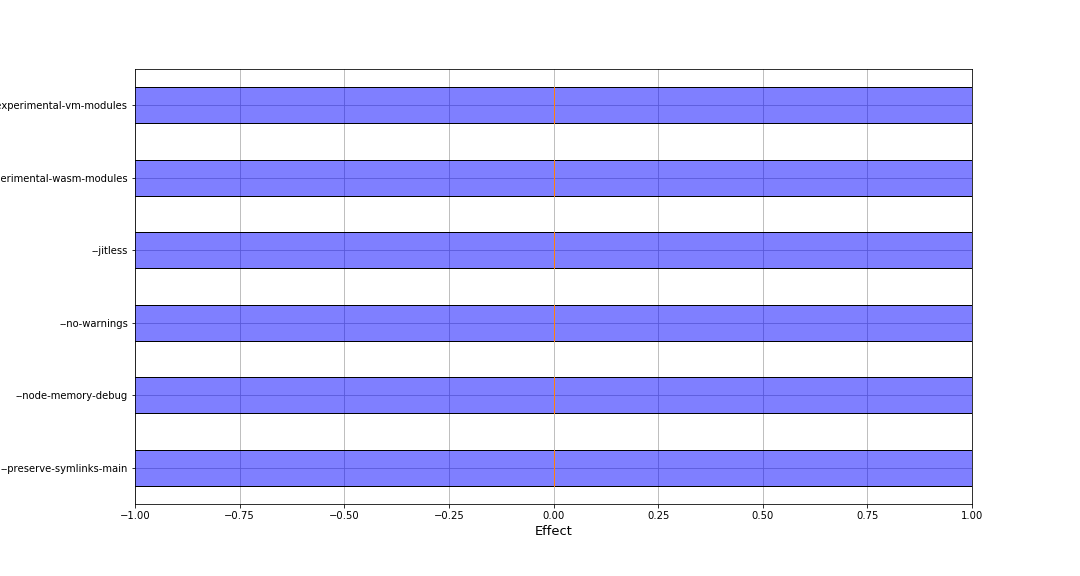 experimental-vm-modules
erimental-wasm-modules
–jitless
–no-warnings
–node-memory-debug
–preserve-symlinks-main
−1.00 −0.75 −0.50 −0.25 0.00 0.25 0.50 0.75 1.00
Effect